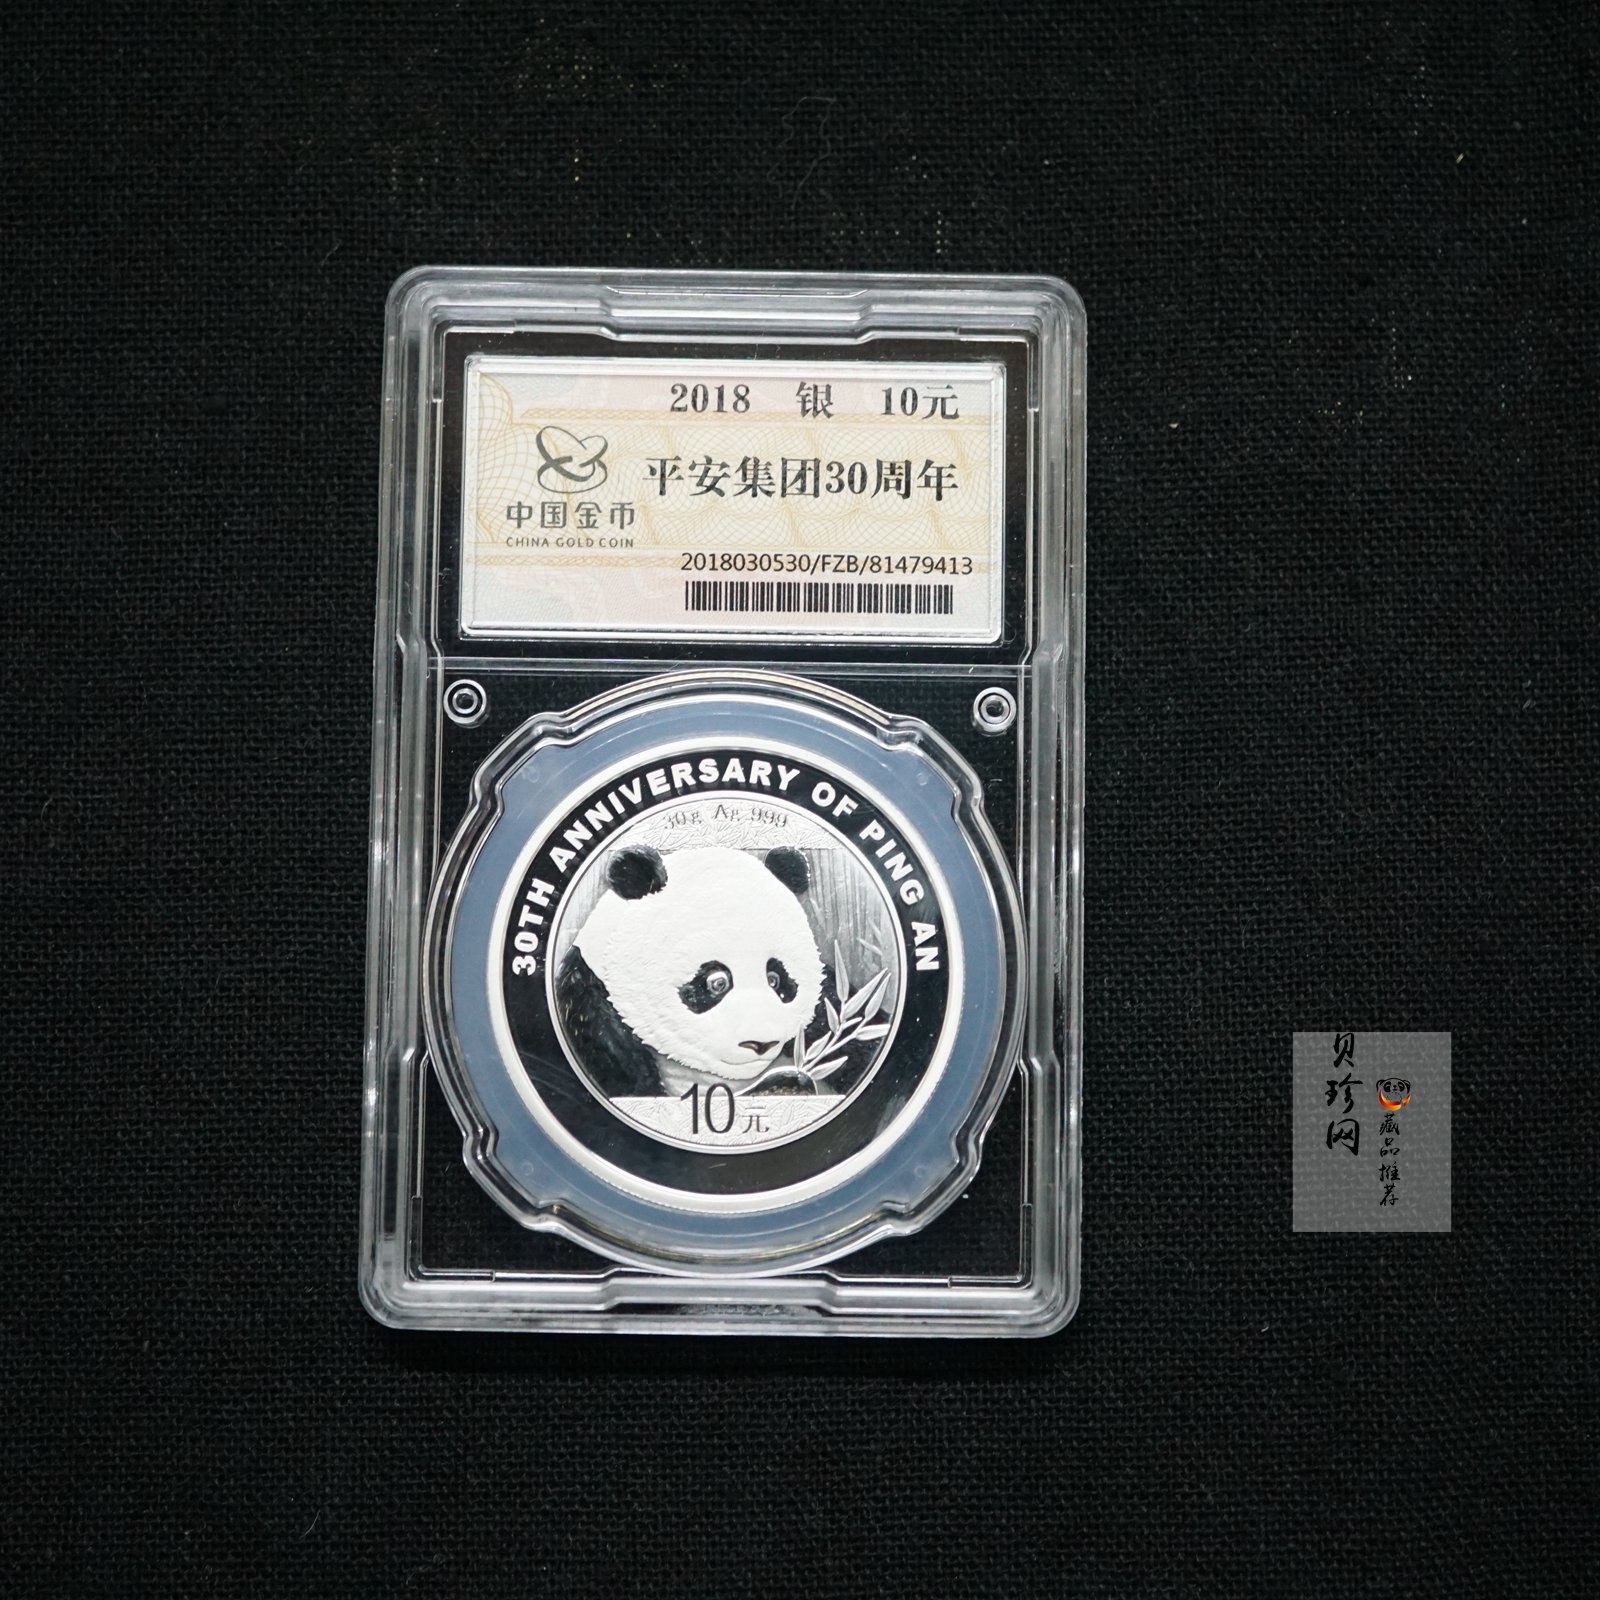 2018 银 10元
平安集团30周年
中国金币
CHINA GOLD COIN
2018030530/FZB/81479413
30TH ANNIVERSARY OF PING AN
30g Ag 999
10元
贝珍网
藏品推荐